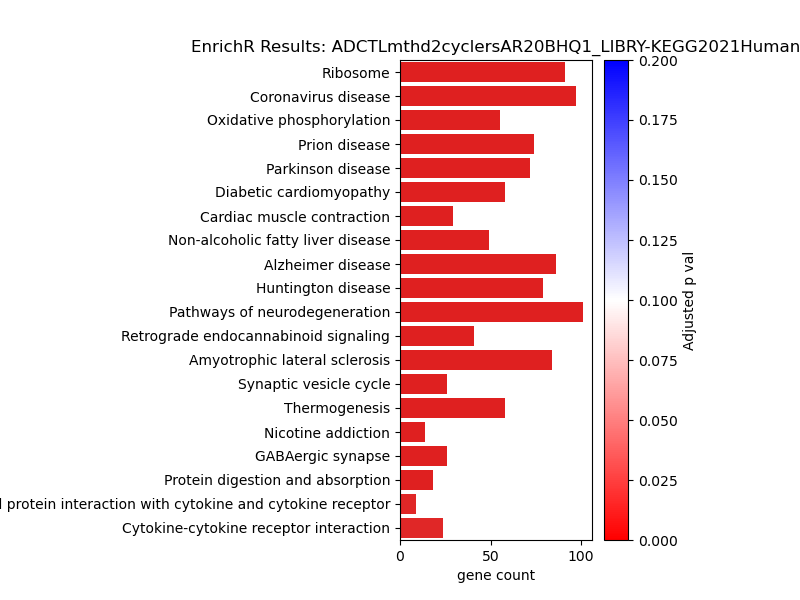 EnrichR Results: ADCTLmthd2cyclersAR20BHQ1_LIBRY-KEGG2021Human
Ribosome
Coronavirus disease
Oxidative phosphorylation
Prion disease
Parkinson disease
Diabetic cardiomyopathy
Cardiac muscle contraction
Non-alcoholic fatty liver disease
Alzheimer disease
Huntington disease
Pathways of neurodegeneration
Retrograde endocannabinoid signaling
Amyotrophic lateral sclerosis
Synaptic vesicle cycle
Thermogenesis
Nicotine addiction
GABAergic synapse
Protein digestion and absorption
protein interaction with cytokine and cytokine receptor
Cytokine-cytokine receptor interaction
0
50
100
gene count
0.200
0.175
0.150
0.125
0.100
0.075
0.050
0.025
0.000
Adjusted p val